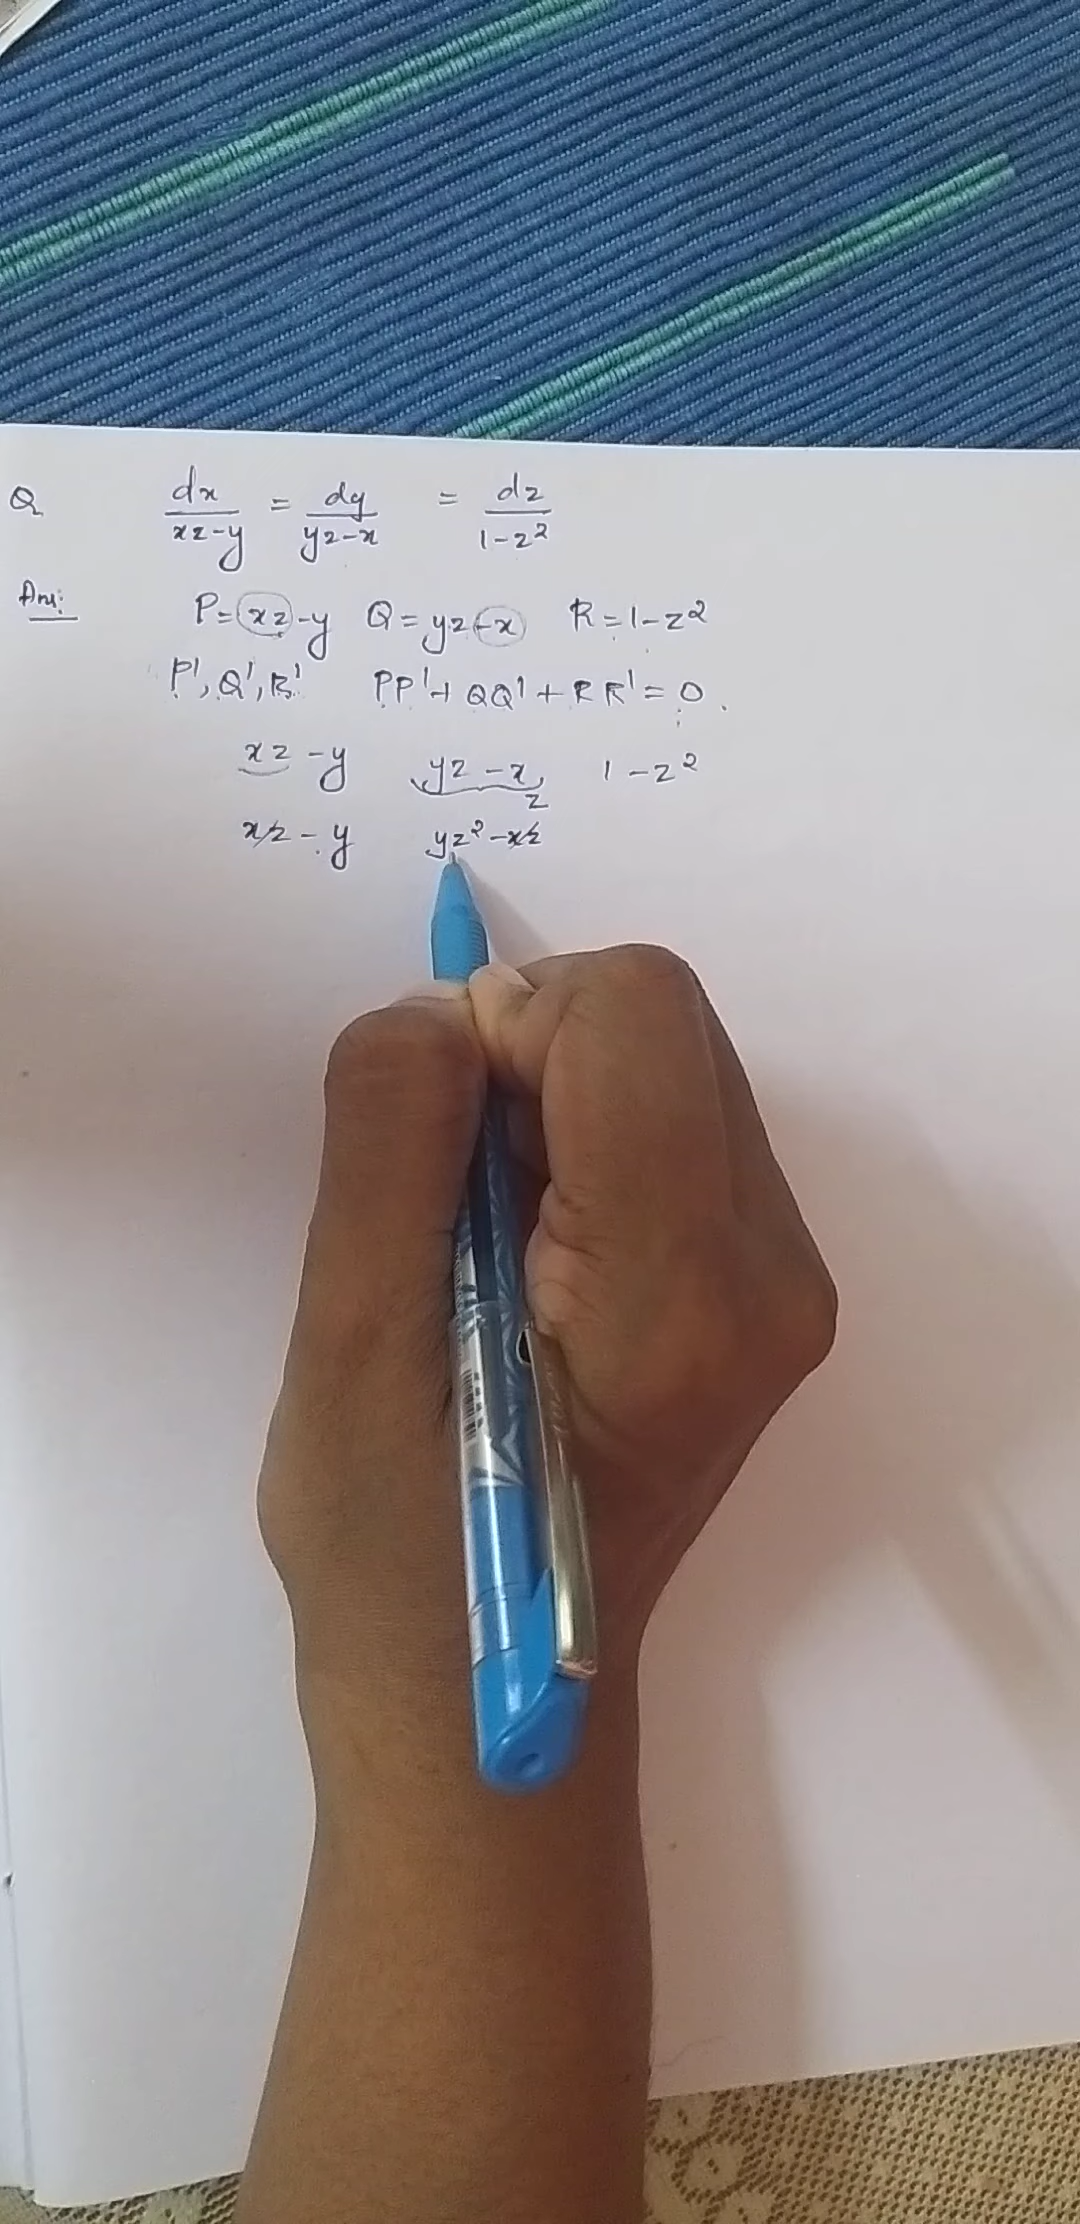 Q dx/xz-y = dy/yz-x = dz/1-z²
Ans: P=xz-y Q=yz-x R=1-z²
P', Q', R' PP'+QQ'+RR'=0.
xz-y yz-x 1-z²
z
xz-y yz²-xz